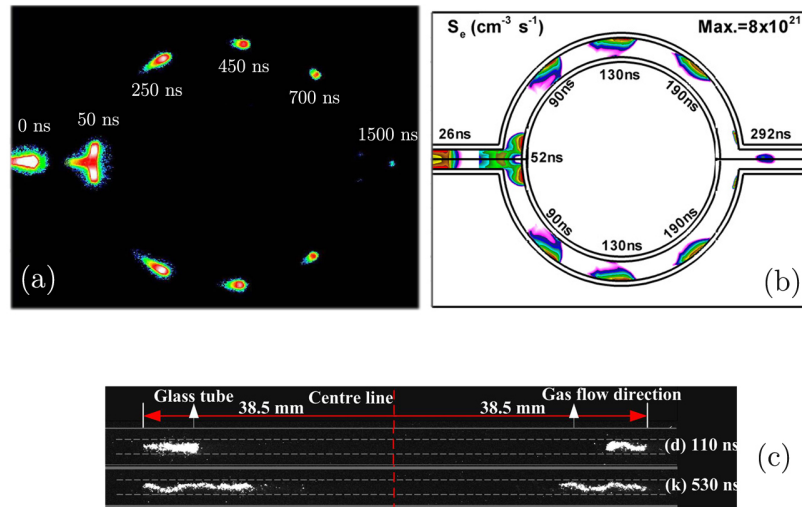 0 ns
50 ns
250 ns
450 ns
700 ns
1500 ns
(a)
Sₑ (cm⁻³ s⁻¹)
Max.=8x10²¹
26ns
52ns
90ns
130ns
190ns
292ns
90ns
130ns
190ns
(b)
Glass tube
Centre line
Gas flow direction
38.5 mm
38.5 mm
(d) 110 ns
(k) 530 ns
(c)